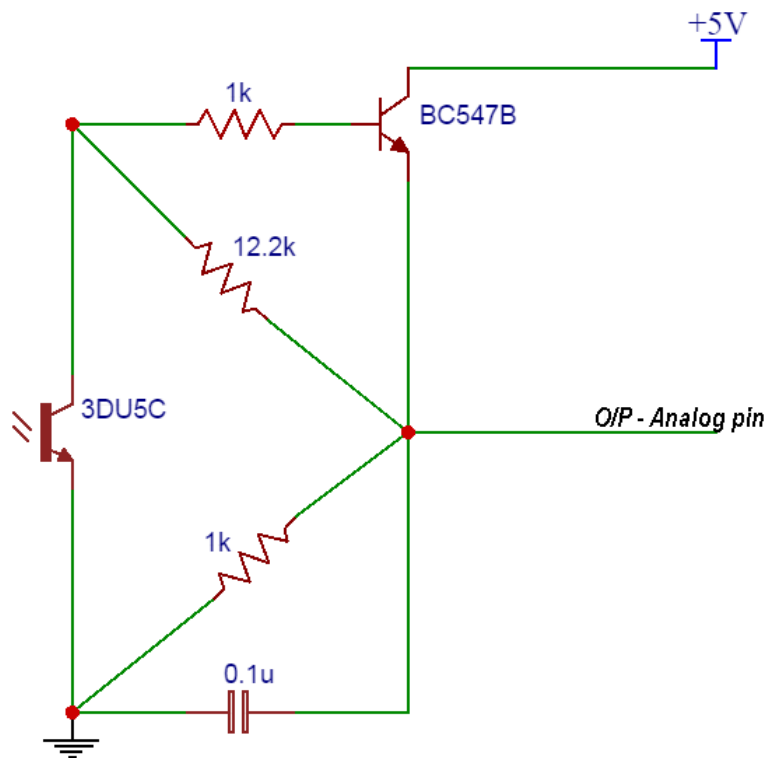 +5V
1k
BC547B
12.2k
3DU5C
O/P - Analog pin
1k
0.1u